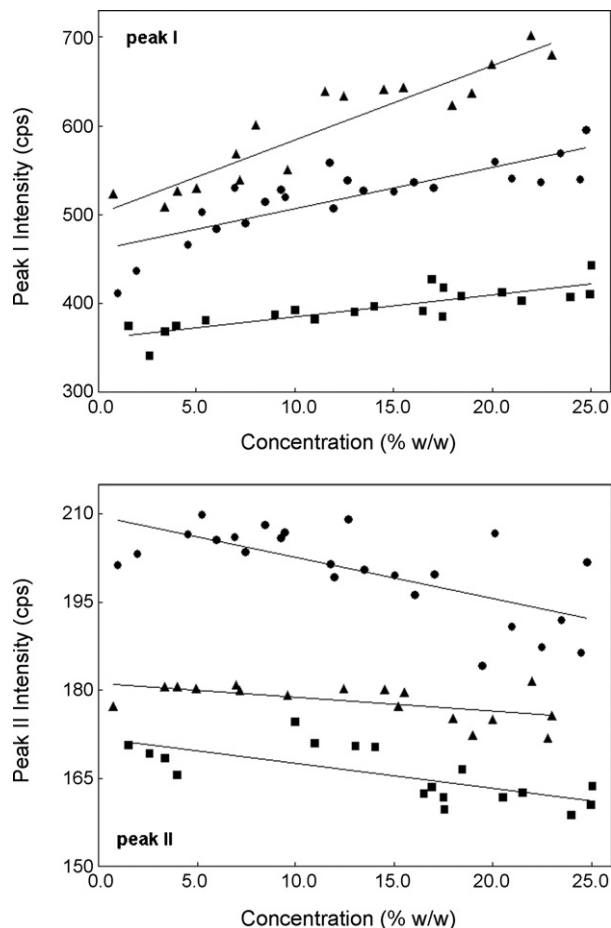 peak I
700
600
500
400
300
Peak I Intensity (cps)
0.0 5.0 10.0 15.0 20.0 25.0
Concentration (% w/w)
210
195
180
165
150
Peak II Intensity (cps)
peak II
0.0 5.0 10.0 15.0 20.0 25.0
Concentration (% w/w)